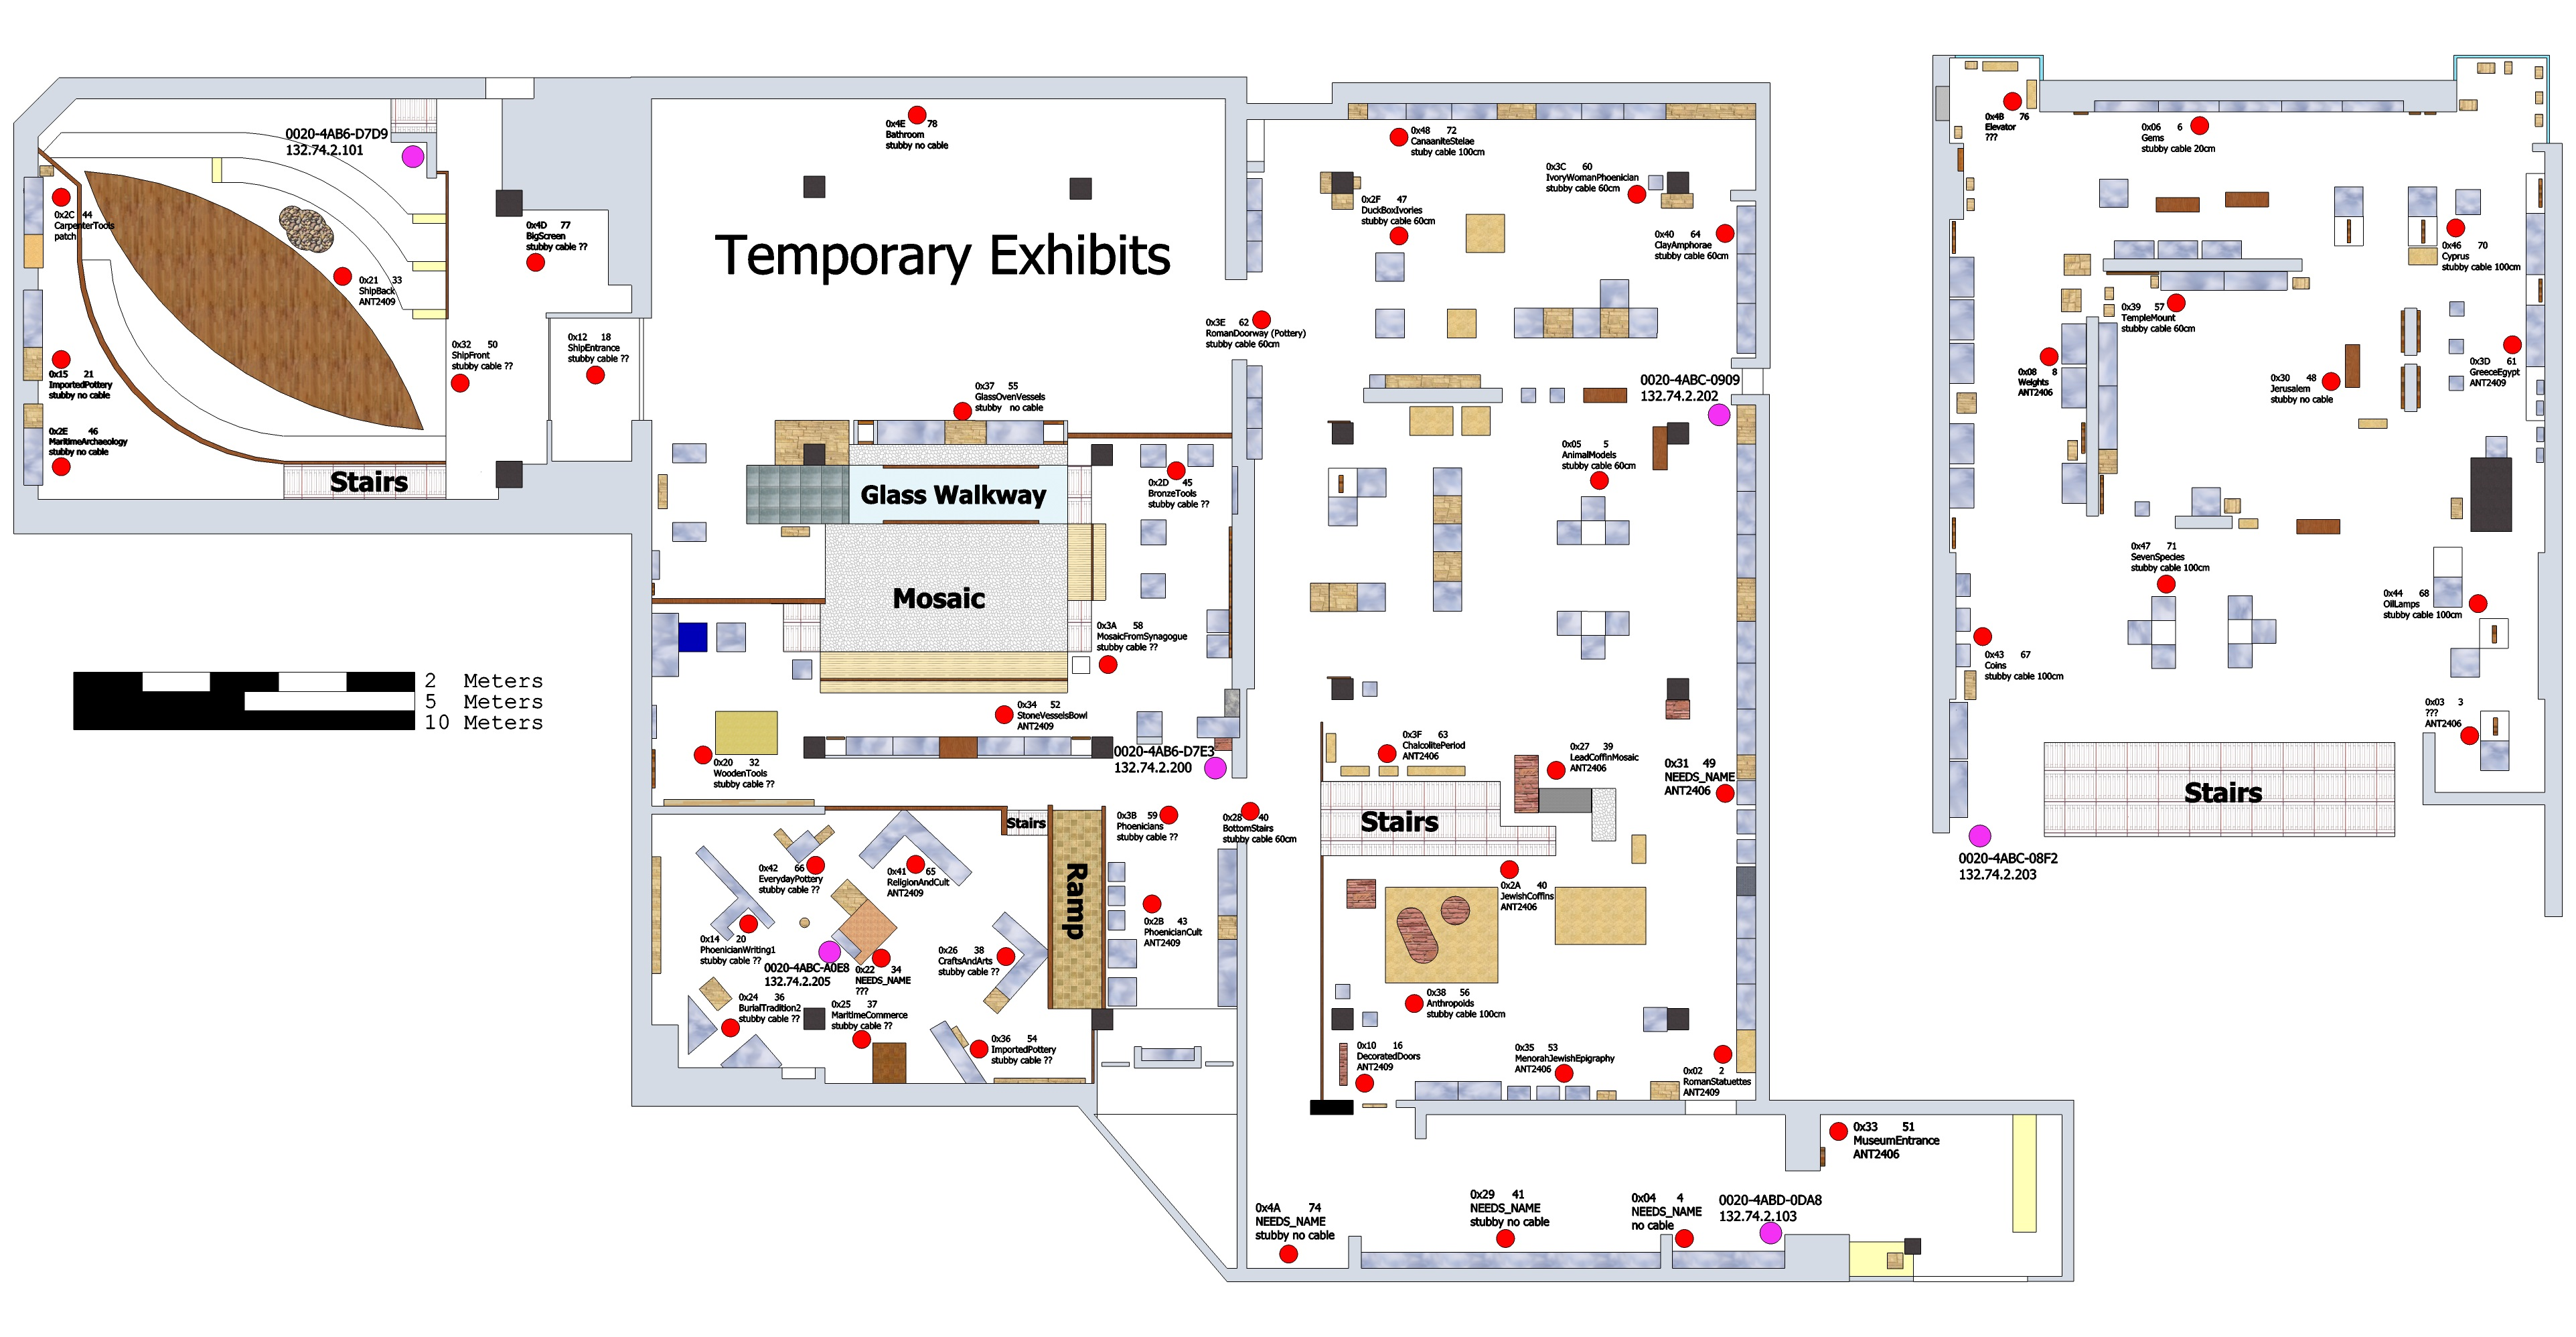 0020-4AB6-D7D9
132.74.2.101
0x2C 44
CarpenterTools
patch
0x21 33
ShipBack
ANT2409
0x15 21
ImportedPottery
stubby no cable
0x2E 46
MaritimeArchaeology
stubby no cable
Stairs
0x32 50
ShipFront
stubby cable ??
0x4D 77
BigScreen
stubby cable ??
0x12 18
ShipEntrance
stubby cable ??
2 Meters
5 Meters
10 Meters
0x4E 78
Bathroom
stubby no cable
Temporary Exhibits
0x3E 62
RomanDoorway (Pottery)
stubby cable 60cm
0x37 55
GlassOvenVessels
stubby no cable
Glass Walkway
Mosaic
0x2D 45
BronzeTools
stubby cable ??
0x3A 58
MosaicFromSynagogue
stubby cable ??
0x34 52
StoneVesselsBowl
ANT2409
0x20 32
WoodenTools
stubby cable ??
0020-4AB6-D7E3
132.74.2.200
Stairs
Ramp
0x3B 59
Phoenicians
stubby cable ??
0x28 40
BottomStairs
stubby cable 60cm
0x42 66
EverydayPottery
stubby cable ??
0x41 65
ReligionAndCult
ANT2409
0x14 20
PhoenicianWriting1
stubby cable ??
0020-4ABC-A0E8
132.74.2.205
0x22 34
NEEDS_NAME
???
0x26 38
CraftsAndArts
stubby cable ??
0x2B 43
PhoenicianCult
ANT2409
0x24 36
BurialTradition2
stubby cable ??
0x25 37
MaritimeCommerce
stubby cable ??
0x36 54
ImportedPottery
stubby cable ??
0x48 72
CanaaniteStelae
stuby cable 100cm
0x3C 60
IvoryWomanPhoenician
stubby cable 60cm
0x2F 47
DuckBoxIvories
stubby cable 60cm
0x40 64
ClayAmphorae
stubby cable 60cm
0020-4ABC-0909
132.74.2.202
0x05 5
AnimalModels
stubby cable 60cm
0x3F 63
ChalcolitePeriod
ANT2406
0x27 39
LeadCoffinMosaic
ANT2406
0x31 49
NEEDS_NAME
ANT2406
Stairs
0x2A 40
JewishCoffins
ANT2406
0x38 56
Anthropoids
stubby cable 100cm
0x10 16
DecoratedDoors
ANT2409
0x35 53
MenorahJewishEpigraphy
ANT2406
0x02 2
RomanStatuettes
ANT2409
0x33 51
MuseumEntrance
ANT2406
0x4A 74
NEEDS_NAME
stubby no cable
0x29 41
NEEDS_NAME
stubby no cable
0x04 4
NEEDS_NAME
no cable
0020-4ABD-0DA8
132.74.2.103
0x4B 76
Elevator
???
0x06 6
Gems
stubby cable 20cm
0x46 70
Cyprus
stubby cable 100cm
0x39 57
TempleMount
stubby cable 60cm
0x08 8
Weights
ANT2406
0x30 48
Jerusalem
stubby no cable
0x3D 61
GreeceEgypt
ANT2409
0x47 71
SevenSpecies
stubby cable 100cm
0x44 68
OilLamps
stubby cable 100cm
0x43 67
Coins
stubby cable 100cm
0x03 3
???
ANT2406
Stairs
0020-4ABC-08F2
132.74.2.203